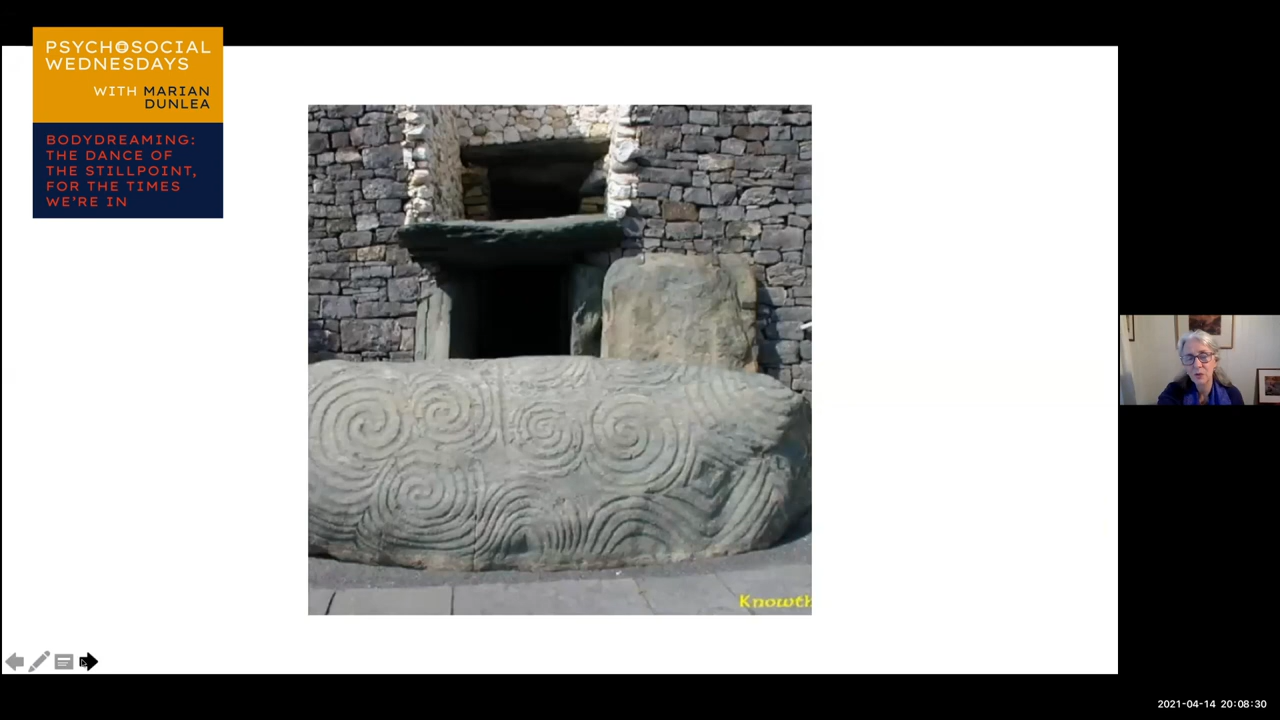 PSYCHOSOCIAL
WEDNESDAYS
WITH MARIAN
DUNLEA
BODYDREAMING:
THE DANCE OF
THE STILLPOINT,
FOR THE TIMES
WE'RE IN
Knowth
2021-04-14 20:08:30